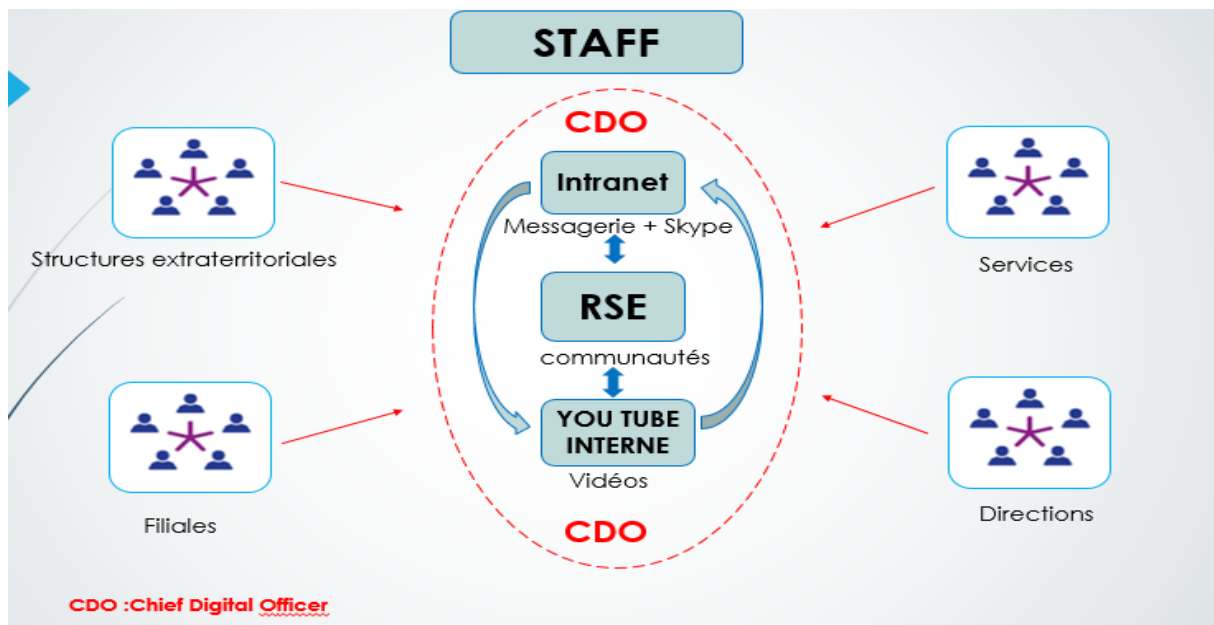 STAFF
CDO
Intranet
Messagerie + Skype
Structures extraterritoriales
Services
RSE
communautés
YOU TUBE
INTERNE
Vidéos
Filiales
Directions
CDO
CDO :Chief Digital Officer